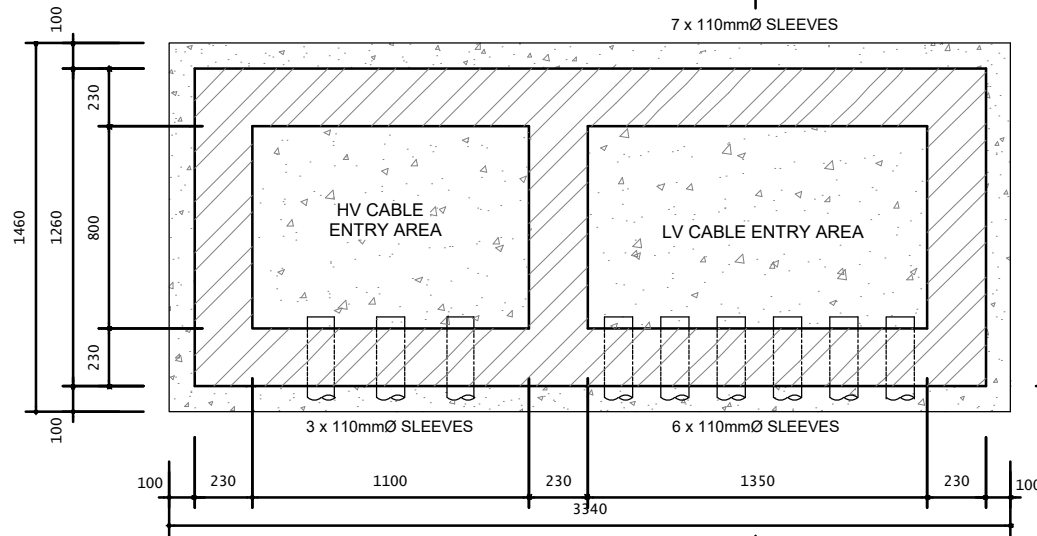 7 x 110mmØ SLEEVES
100
230
1460
1260
800
230
100
HV CABLE
ENTRY AREA
LV CABLE ENTRY AREA
3 x 110mmØ SLEEVES
6 x 110mmØ SLEEVES
100
230
1100
230
1350
230
100
3340